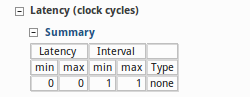 Latency (clock cycles)
Summary
Latency Interval
min max min max Type
0 0 1 1 none